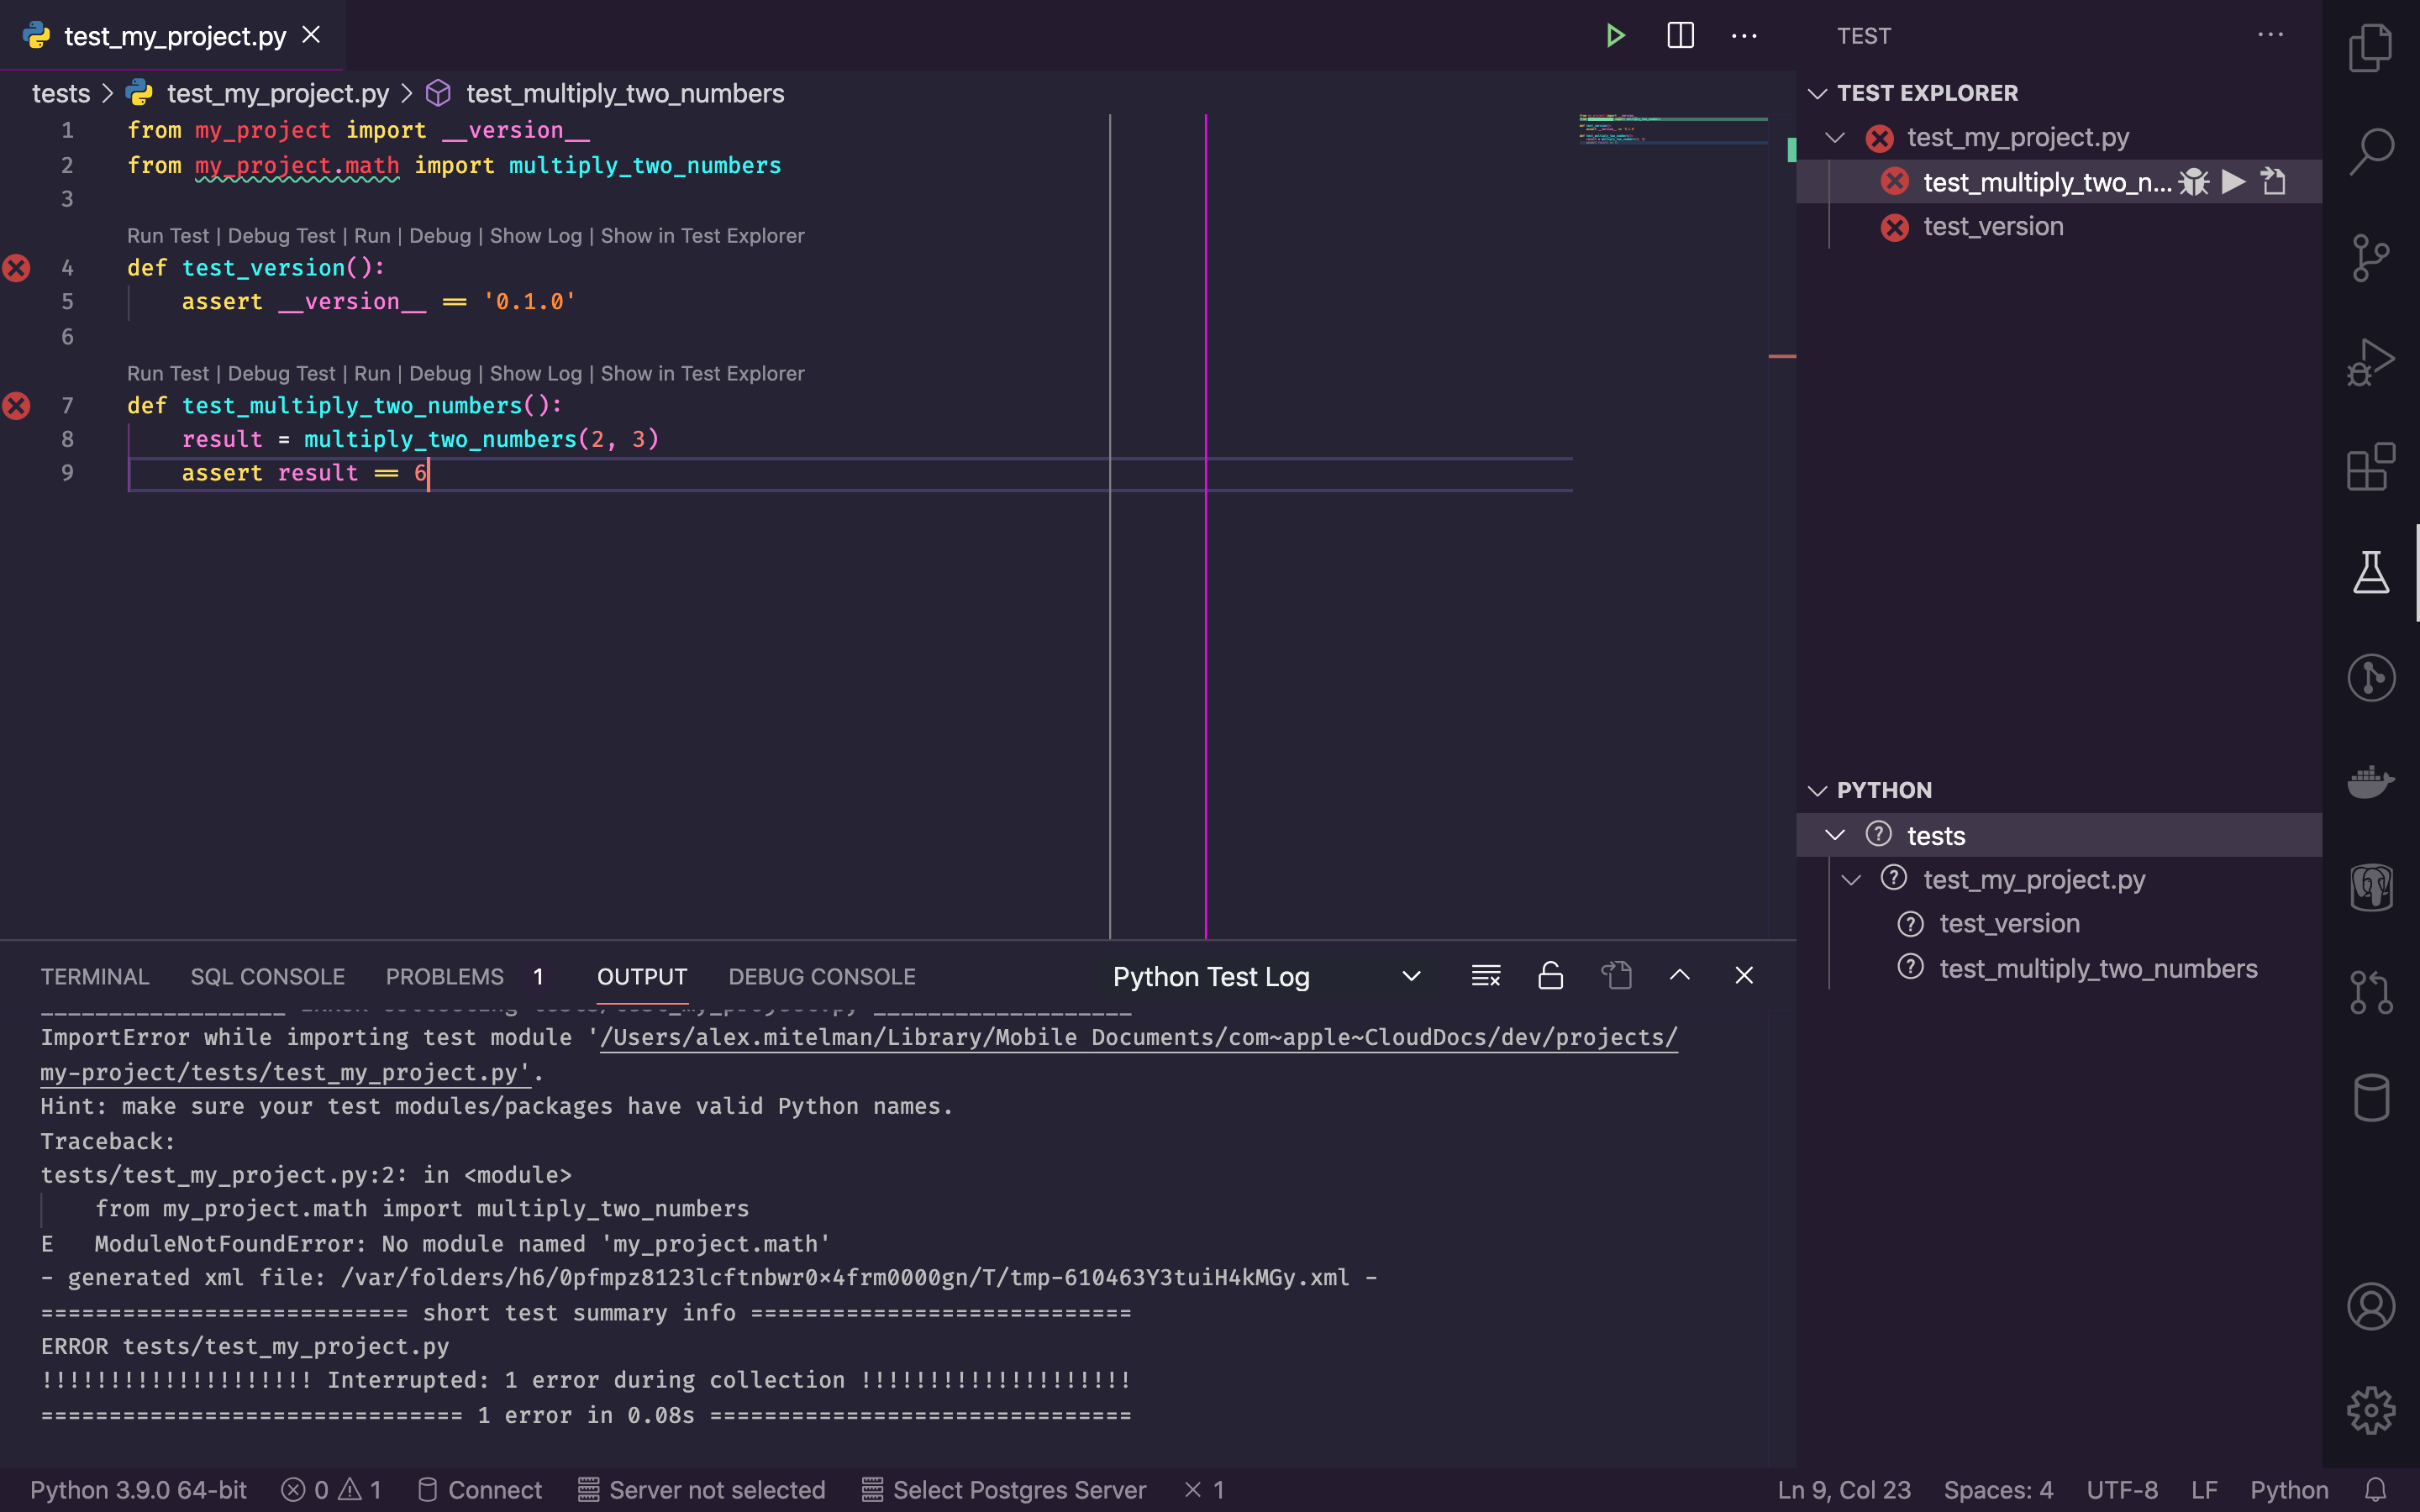 test_my_project.py
tests > test_my_project.py > test_multiply_two_numbers
1 from my_project import __version__
2 from my_project.math import multiply_two_numbers
3
Run Test | Debug Test | Run | Debug | Show Log | Show in Test Explorer
4 def test_version():
5 assert __version__ == '0.1.0'
6
Run Test | Debug Test | Run | Debug | Show Log | Show in Test Explorer
7 def test_multiply_two_numbers():
8 result = multiply_two_numbers(2, 3)
9 assert result == 6
TEST
TEST EXPLORER
test_my_project.py
test_multiply_two_n...
test_version
PYTHON
tests
test_my_project.py
test_version
test_multiply_two_numbers
TERMINAL SQL CONSOLE PROBLEMS 1 OUTPUT DEBUG CONSOLE Python Test Log
__________________ ERROR collecting tests/test_my_project.py ___________________
ImportError while importing test module '/Users/alex.mitelman/Library/Mobile Documents/com~apple~CloudDocs/dev/projects/
my-project/tests/test_my_project.py'.
Hint: make sure your test modules/packages have valid Python names.
Traceback:
tests/test_my_project.py:2: in <module>
from my_project.math import multiply_two_numbers
E ModuleNotFoundError: No module named 'my_project.math'
- generated xml file: /var/folders/h6/0pfmpz8123lcftnbwr0x4frm0000gn/T/tmp-610463Y3tuiH4kMGy.xml -
=========================== short test summary info ============================
ERROR tests/test_my_project.py
!!!!!!!!!!!!!!!!!!!! Interrupted: 1 error during collection !!!!!!!!!!!!!!!!!!!!
=============================== 1 error in 0.08s ===============================
Python 3.9.0 64-bit 0 1 Connect Server not selected Select Postgres Server × 1 Ln 9, Col 23 Spaces: 4 UTF-8 LF Python